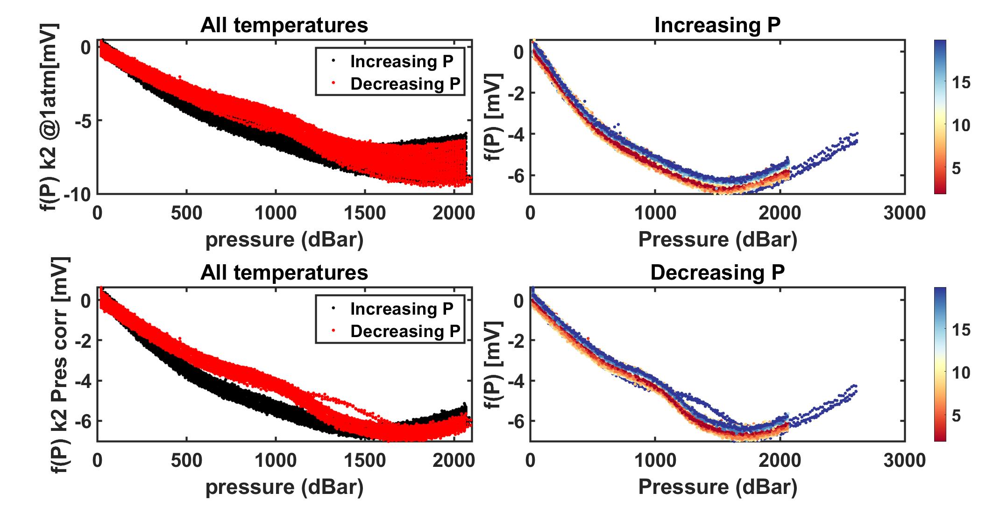 All temperatures
f(P) k2 @1atm[mV]
0
-5
-10
Increasing P
Decreasing P
0 500 1000 1500 2000
pressure (dBar)
Increasing P
f(P) [mV]
0
-2
-4
-6
0 1000 2000 3000
Pressure (dBar)
15
10
5
All temperatures
f(P) k2 Pres corr [mV]
0
-2
-4
-6
Increasing P
Decreasing P
0 500 1000 1500 2000
pressure (dBar)
Decreasing P
f(P) [mV]
0
-2
-4
-6
0 1000 2000 3000
Pressure (dBar)
15
10
5